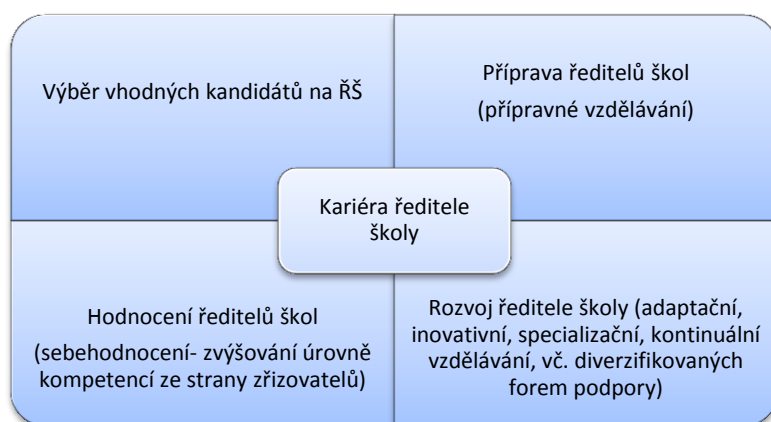 Výběr vhodných kandidátů na ŘŠ
Příprava ředitelů škol
(přípravné vzdělávání)
Kariéra ředitele
školy
Hodnocení ředitelů škol
(sebehodnocení- zvýšování úrovně
kompetencí ze strany zřizovatelů)
Rozvoj ředitele školy (adaptační,
inovativní, specializační, kontinuální
vzdělávání, vč. diverzifikovaných
forem podpory)